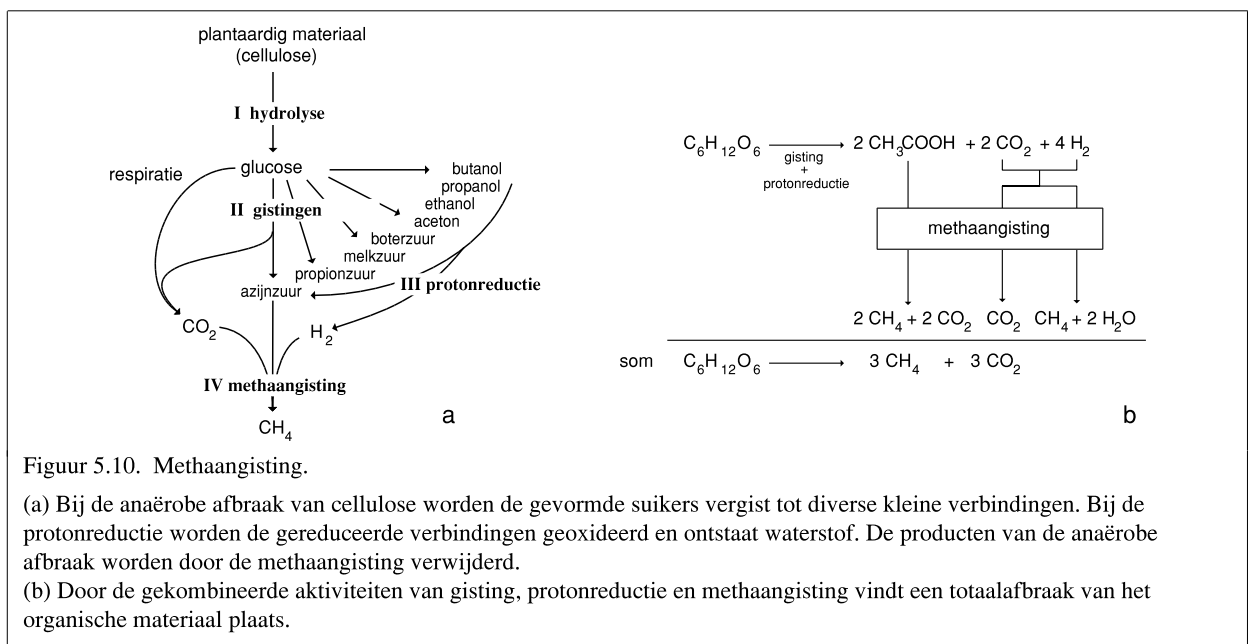 plantaardig materiaal
(cellulose)
I hydrolyse
respiratie
glucose
butanol
propanol
ethanol
aceton
II gistingen
boterzuur
melkzuur
propionzuur
azijnzuur
III protonreductie
CO2
H2
IV methaangisting
CH4
a
C6H12O6
gisting
+
protonreductie
2 CH3COOH + 2 CO2 + 4 H2
methaangisting
2 CH4 + 2 CO2 CO2 CH4 + 2 H2O
som C6H12O6 3 CH4 + 3 CO2
b
Figuur 5.10. Methaangisting.
(a) Bij de anaërobe afbraak van cellulose worden de gevormde suikers vergist tot diverse kleine verbindingen. Bij de
protonreductie worden de gereduceerde verbindingen geoxideerd en ontstaat waterstof. De producten van de anaërobe
afbraak worden door de methaangisting verwijderd.
(b) Door de gekombineerde aktiviteiten van gisting, protonreductie en methaangisting vindt een totaalafbraak van het
organische materiaal plaats.